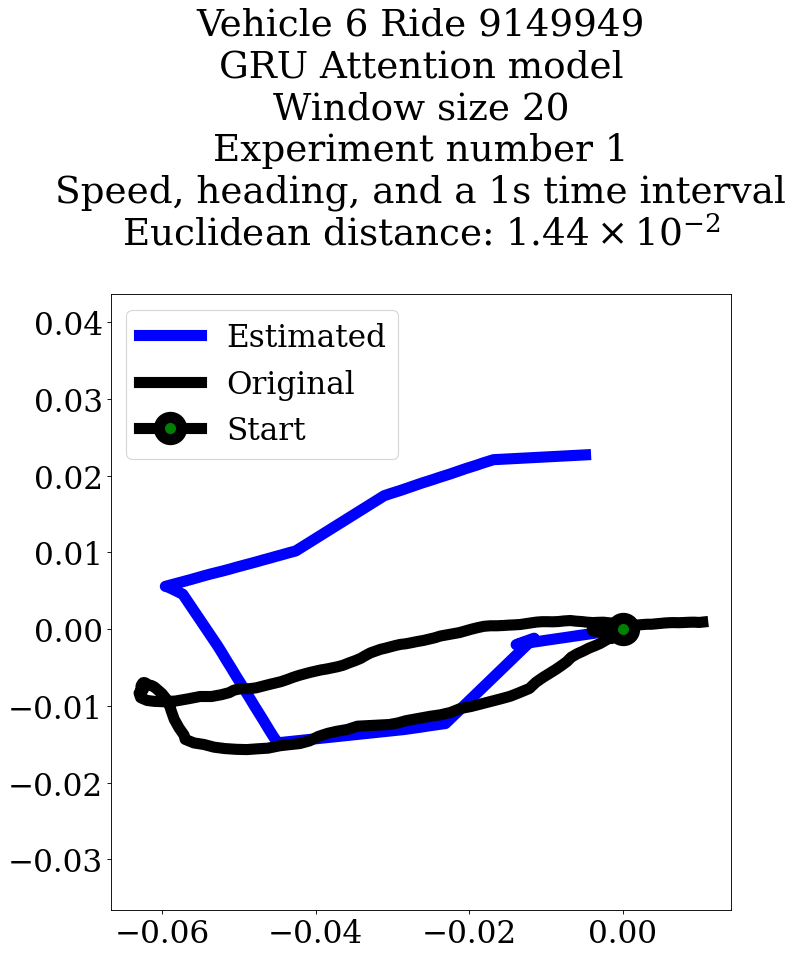 Vehicle 6 Ride 9149949
GRU Attention model
Window size 20
Experiment number 1
Speed, heading, and a 1s time interval
Euclidean distance: 1.44 × 10⁻²
Estimated
Original
Start
0.04
0.03
0.02
0.01
0.00
−0.01
−0.02
−0.03
−0.06 −0.04 −0.02 0.00